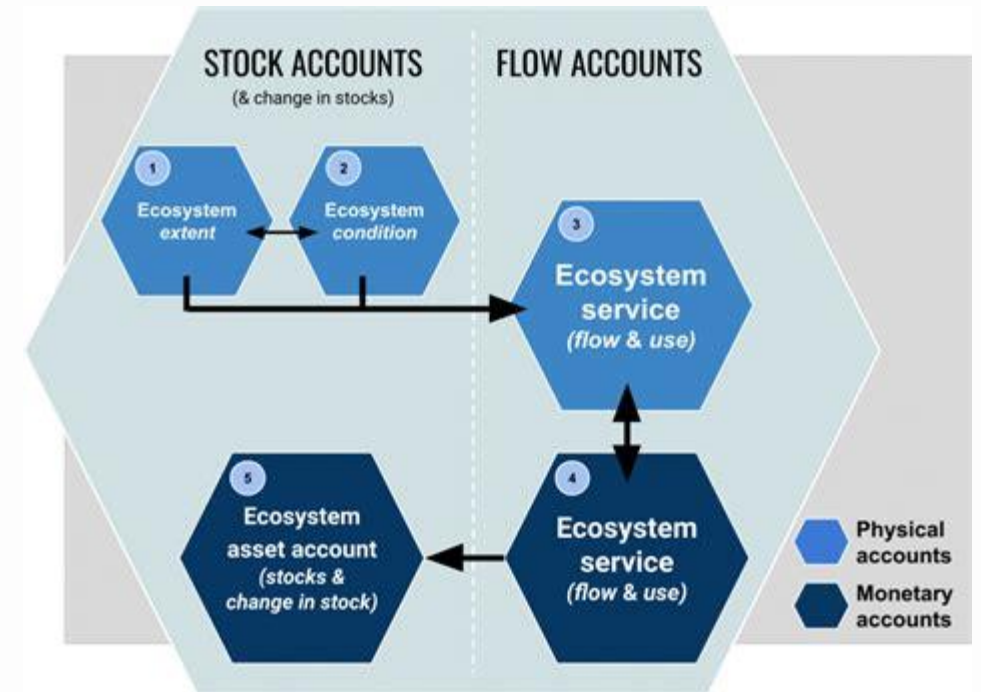 STOCK ACCOUNTS
(& change in stocks)
FLOW ACCOUNTS
1
Ecosystem
extent
2
Ecosystem
condition
3
Ecosystem
service
(flow & use)
5
Ecosystem
asset account
(stocks &
change in stock)
4
Ecosystem
service
(flow & use)
Physical
accounts
Monetary
accounts